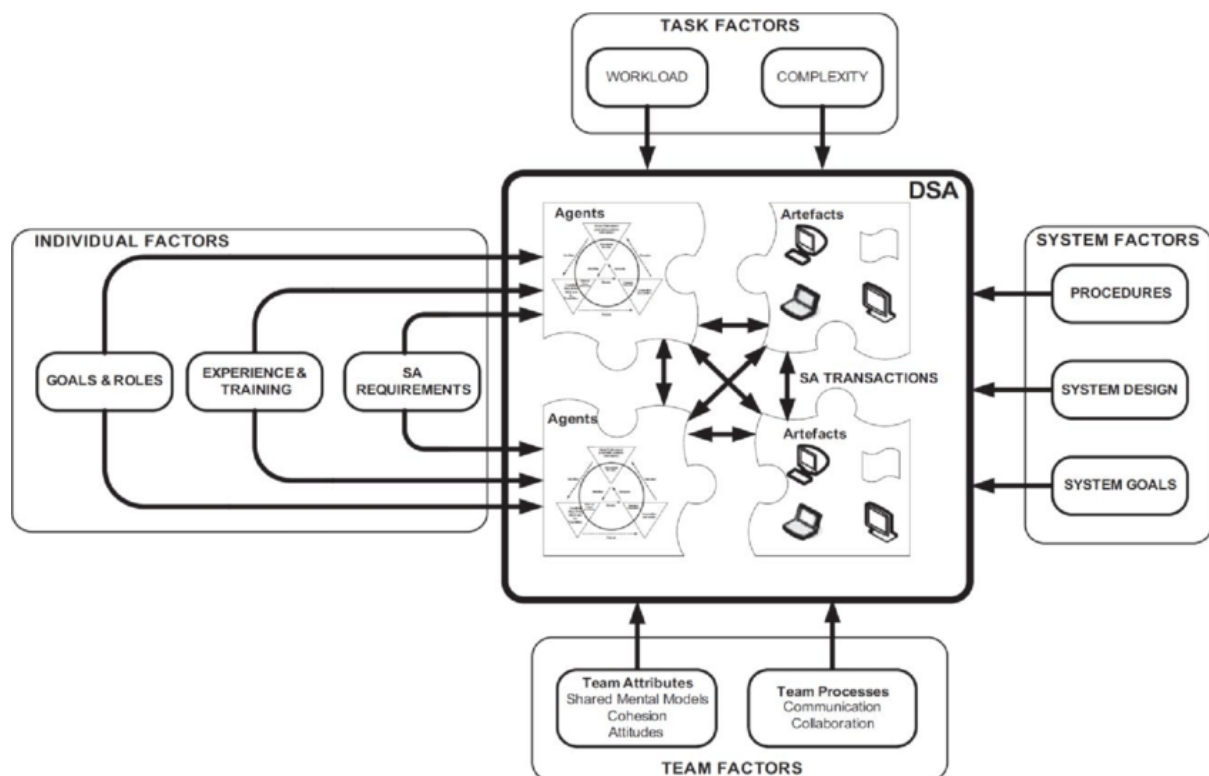 TASK FACTORS
WORKLOAD
COMPLEXITY
DSA
Agents
Artefacts
INDIVIDUAL FACTORS
SYSTEM FACTORS
PROCEDURES
GOALS & ROLES
EXPERIENCE &
TRAINING
SA
REQUIREMENTS
SA TRANSACTIONS
SYSTEM DESIGN
Agents
Artefacts
SYSTEM GOALS
Team Attributes
Shared Mental Models
Cohesion
Attitudes
Team Processes
Communication
Collaboration
TEAM FACTORS